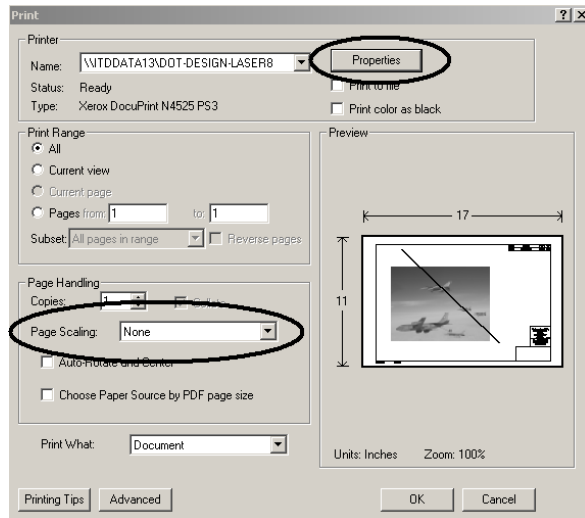 Print
Printer
Name: \\ITDDATA13\DOT-DESIGN-LASER8
Properties
Status: Ready
Print to file
Type: Xerox DocuPrint N4525 PS3
Print color as black
Print Range
All
Current view
Current page
Pages from: 1 to: 1
Subset: All pages in range
Reverse pages
Page Handling
Copies: 1
Collate
Page Scaling: None
Auto-Rotate and Center
Choose Paper Source by PDF page size
Print What: Document
Preview
17
11
Units: Inches Zoom: 100%
Printing Tips
Advanced
OK
Cancel